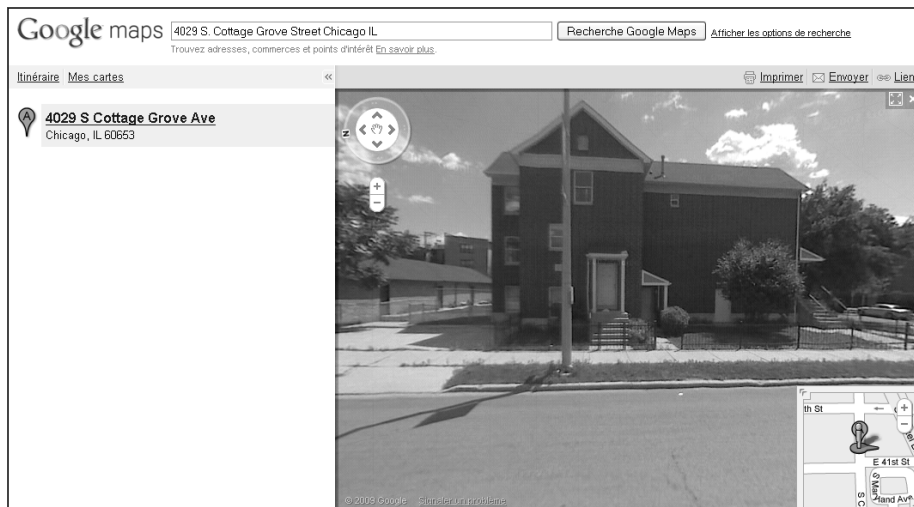 Google maps
4029 S. Cottage Grove Street Chicago IL
Recherche Google Maps
Afficher les options de recherche
Trouvez adresses, commerces et points d'intérêt En savoir plus.
Itinéraire Mes cartes «
Imprimer Envoyer Lien
A
4029 S Cottage Grove Ave
Chicago, IL 60653
N
th St
E 41st St
S C
© 2009 Google Signaler un problème